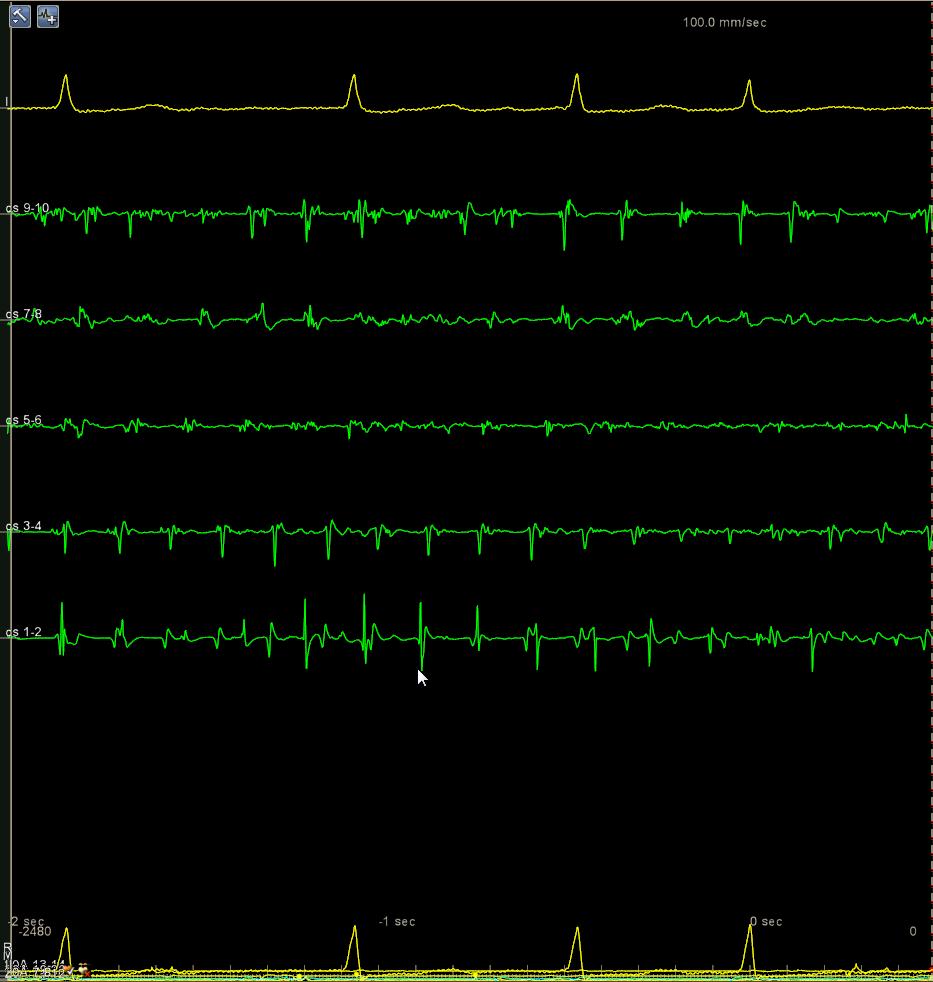 100.0 mm/sec
I
cs 9-10
cs 7-8
cs 5-6
cs 3-4
cs 1-2
-2 sec
-1 sec
0 sec
-2480
0